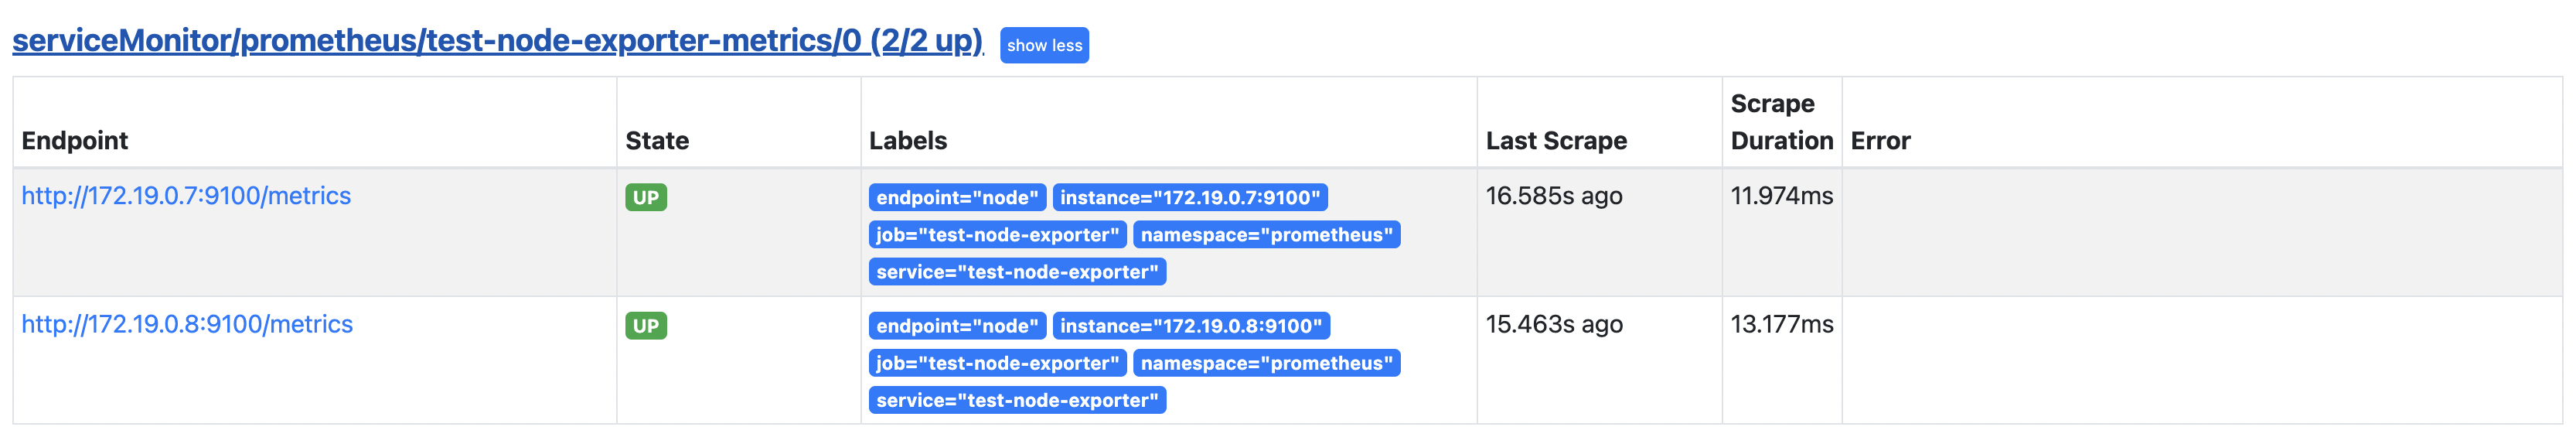 serviceMonitor/prometheus/test-node-exporter-metrics/0 (2/2 up) show less
Endpoint State Labels Last Scrape Scrape Duration Error
http://172.19.0.7:9100/metrics UP endpoint="node" instance="172.19.0.7:9100" 16.585s ago 11.974ms
job="test-node-exporter" namespace="prometheus"
service="test-node-exporter"
http://172.19.0.8:9100/metrics UP endpoint="node" instance="172.19.0.8:9100" 15.463s ago 13.177ms
job="test-node-exporter" namespace="prometheus"
service="test-node-exporter"